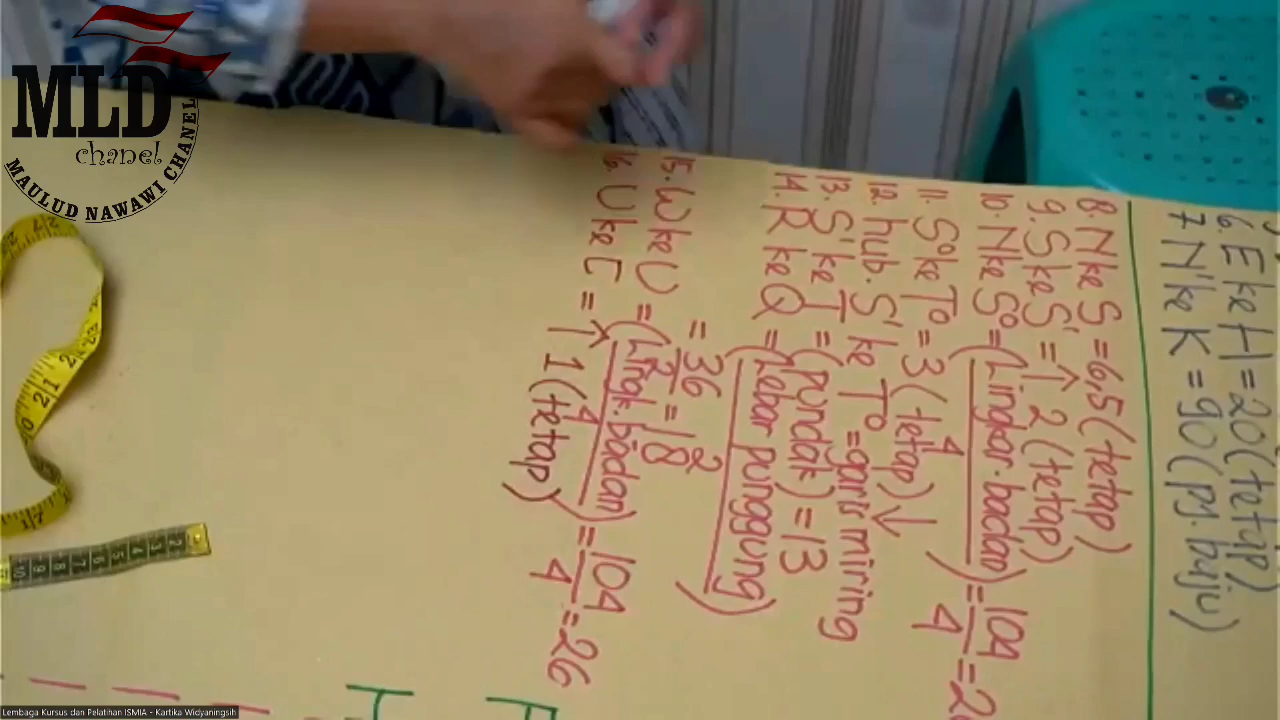 MLD
chanel
MAULUD NAWAWI CHANEL
6. E ke H = 20 (tetap)
7. N' ke K = 90 (pj. baju)
8. N ke S = 6,5 (tetap)
9. S ke S' = ↑ 2 (tetap)
10. N ke S° = (Lingkar badan) = 104
4 4
11. S° ke T° = 3 (tetap) ↓
12. hub. S' ke T° = garis miring
13. S' ke T = (pundak) = 13
14. R ke Q = (Lebar punggung)
2
= 36 = 18
2
15. W ke U = (Lingk. badan) = 104 = 26
4 4
16. U ke = ↑ 1 (tetap)
Lembaga Kursus dan Pelatihan ISMIA - Kartika Widyaningsih